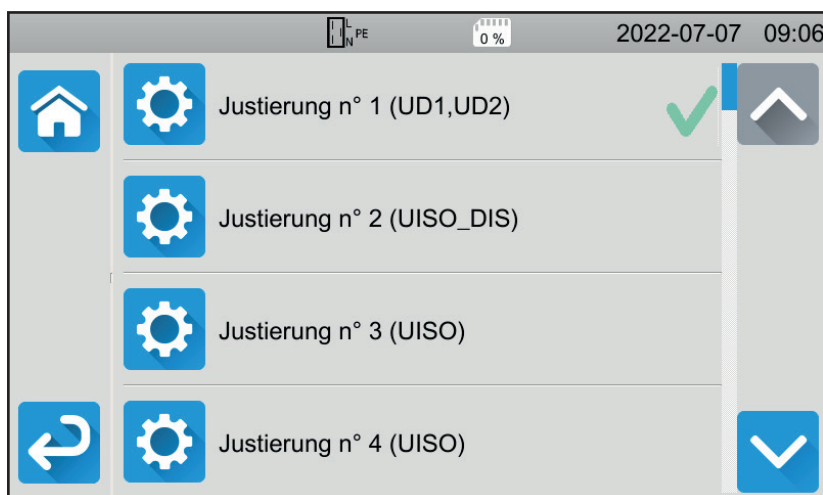 L N PE 0 % 2022-07-07 09:06
Justierung n° 1 (UD1,UD2)
Justierung n° 2 (UISO_DIS)
Justierung n° 3 (UISO)
Justierung n° 4 (UISO)